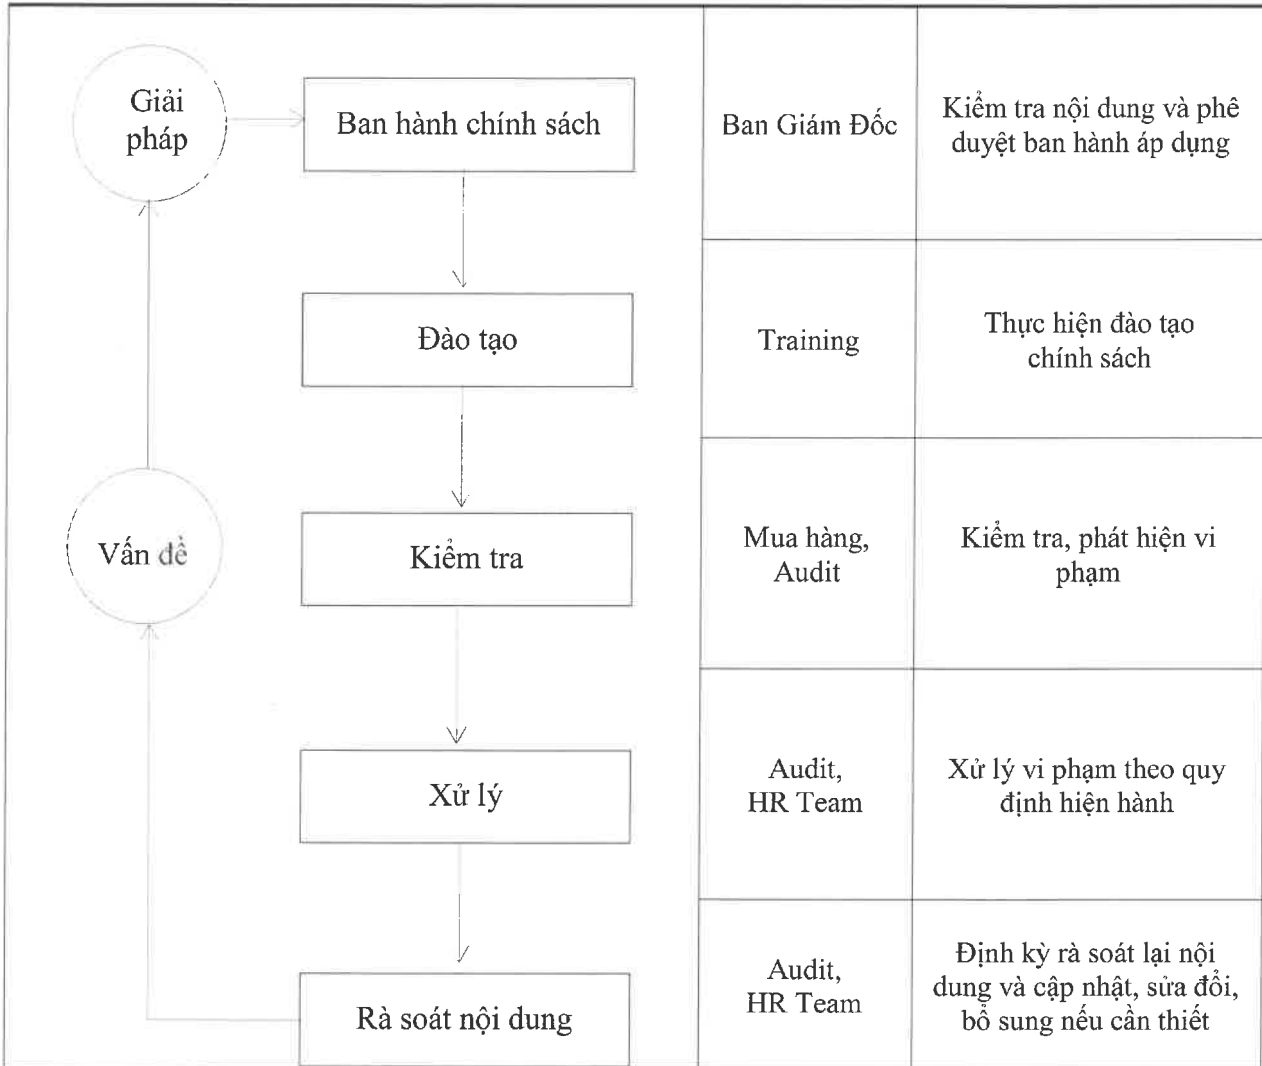 Giải
pháp
Ban hành chính sách
Ban Giám Đốc
Kiểm tra nội dung và phê
duyệt ban hành áp dụng
Đào tạo
Training
Thực hiện đào tạo
chính sách
Vấn đề
Kiểm tra
Mua hàng,
Audit
Kiểm tra, phát hiện vi
phạm
Xử lý
Audit,
HR Team
Xử lý vi phạm theo quy
định hiện hành
Rà soát nội dung
Audit,
HR Team
Định kỳ rà soát lại nội
dung và cập nhật, sửa đổi,
bổ sung nếu cần thiết